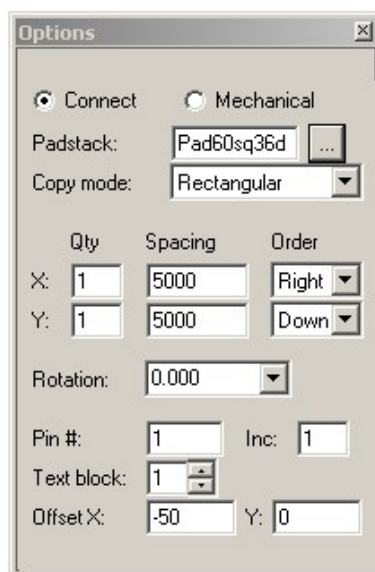 Options
Connect Mechanical
Padstack: Pad60sq36d ...
Copy mode: Rectangular
Qty Spacing Order
X: 1 5000 Right
Y: 1 5000 Down
Rotation: 0.000
Pin #: 1 Inc: 1
Text block: 1
Offset X: -50 Y: 0